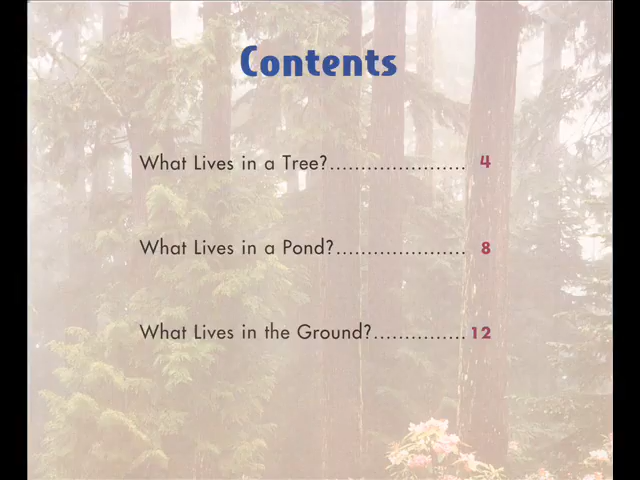 Contents
What Lives in a Tree?...................... 4
What Lives in a Pond?..................... 8
What Lives in the Ground?...............12